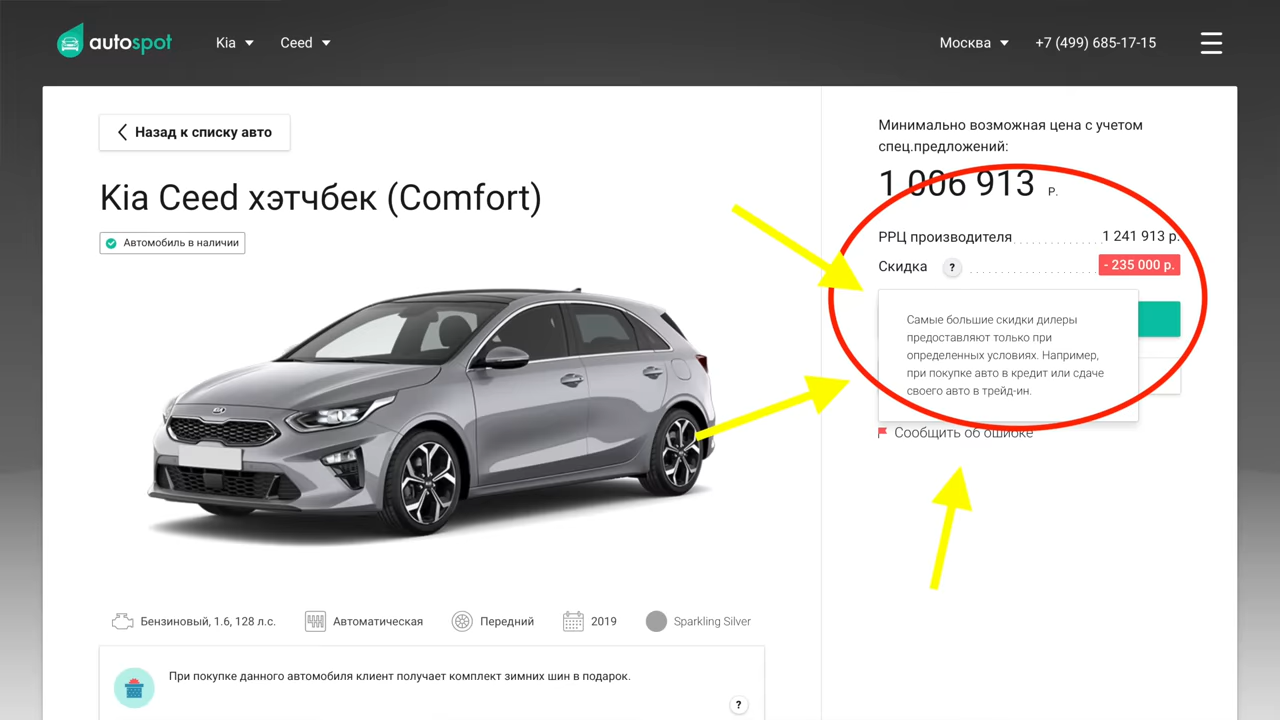 autospot
Kia
Ceed
Москва
+7 (499) 685-17-15
Назад к списку авто
Kia Ceed хэтчбек (Comfort)
Автомобиль в наличии
Минимально возможная цена с учетом
спец.предложений:
1 006 913 Р.
РРЦ производителя 1 241 913 р.
Скидка ? - 235 000 р.
Самые большие скидки дилеры
предоставляют только при
определенных условиях. Например,
при покупке авто в кредит или сдаче
своего авто в трейд-ин.
Сообщить об ошибке
Бензиновый, 1.6, 128 л.с.
Автоматическая
Передний
2019
Sparkling Silver
При покупке данного автомобиля клиент получает комплект зимних шин в подарок.
?